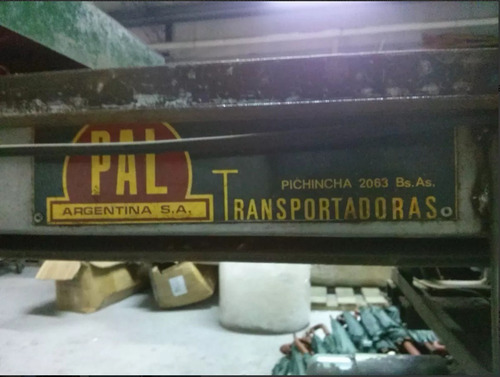 PAL
ARGENTINA S.A.
PICHINCHA 2063 Bs.As.
TRANSPORTADORAS